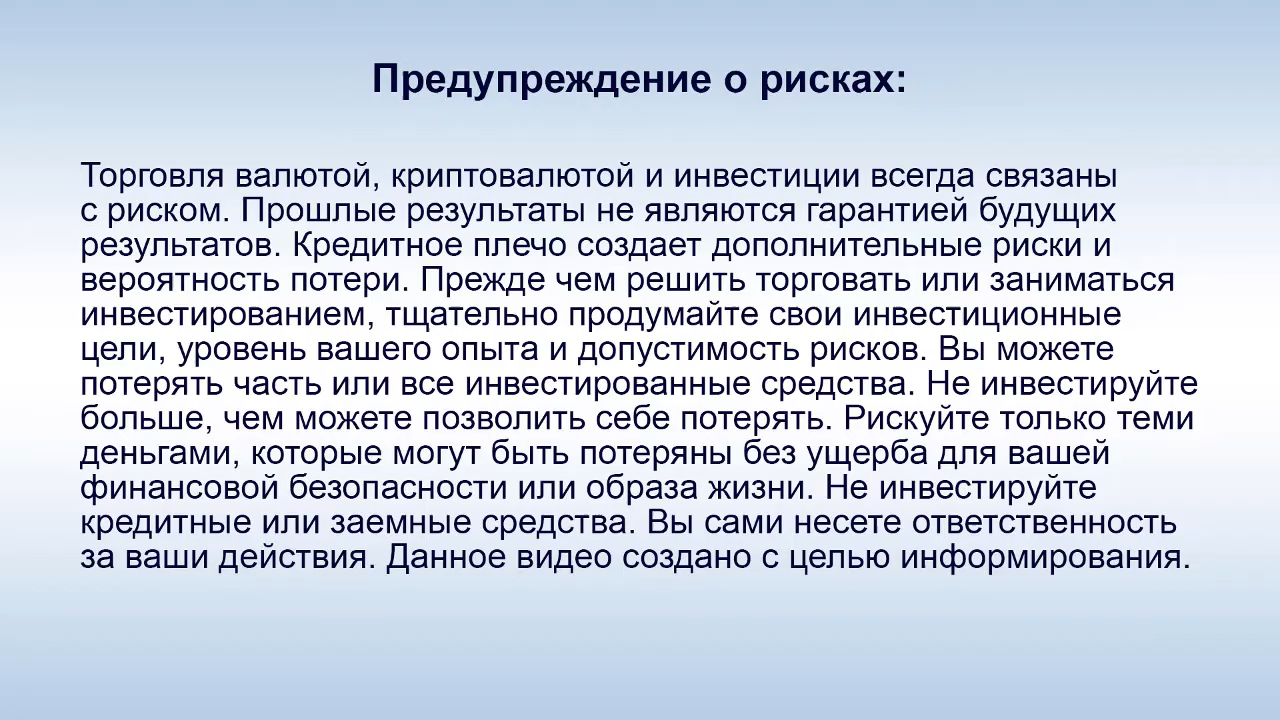 Предупреждение о рисках:
Торговля валютой, криптовалютой и инвестиции всегда связаны
с риском. Прошлые результаты не являются гарантией будущих
результатов. Кредитное плечо создает дополнительные риски и
вероятность потери. Прежде чем решить торговать или заниматься
инвестированием, тщательно продумайте свои инвестиционные
цели, уровень вашего опыта и допустимость рисков. Вы можете
потерять часть или все инвестированные средства. Не инвестируйте
больше, чем можете позволить себе потерять. Рискуйте только теми
деньгами, которые могут быть потеряны без ущерба для вашей
финансовой безопасности или образа жизни. Не инвестируйте
кредитные или заемные средства. Вы сами несете ответственность
за ваши действия. Данное видео создано с целью информирования.